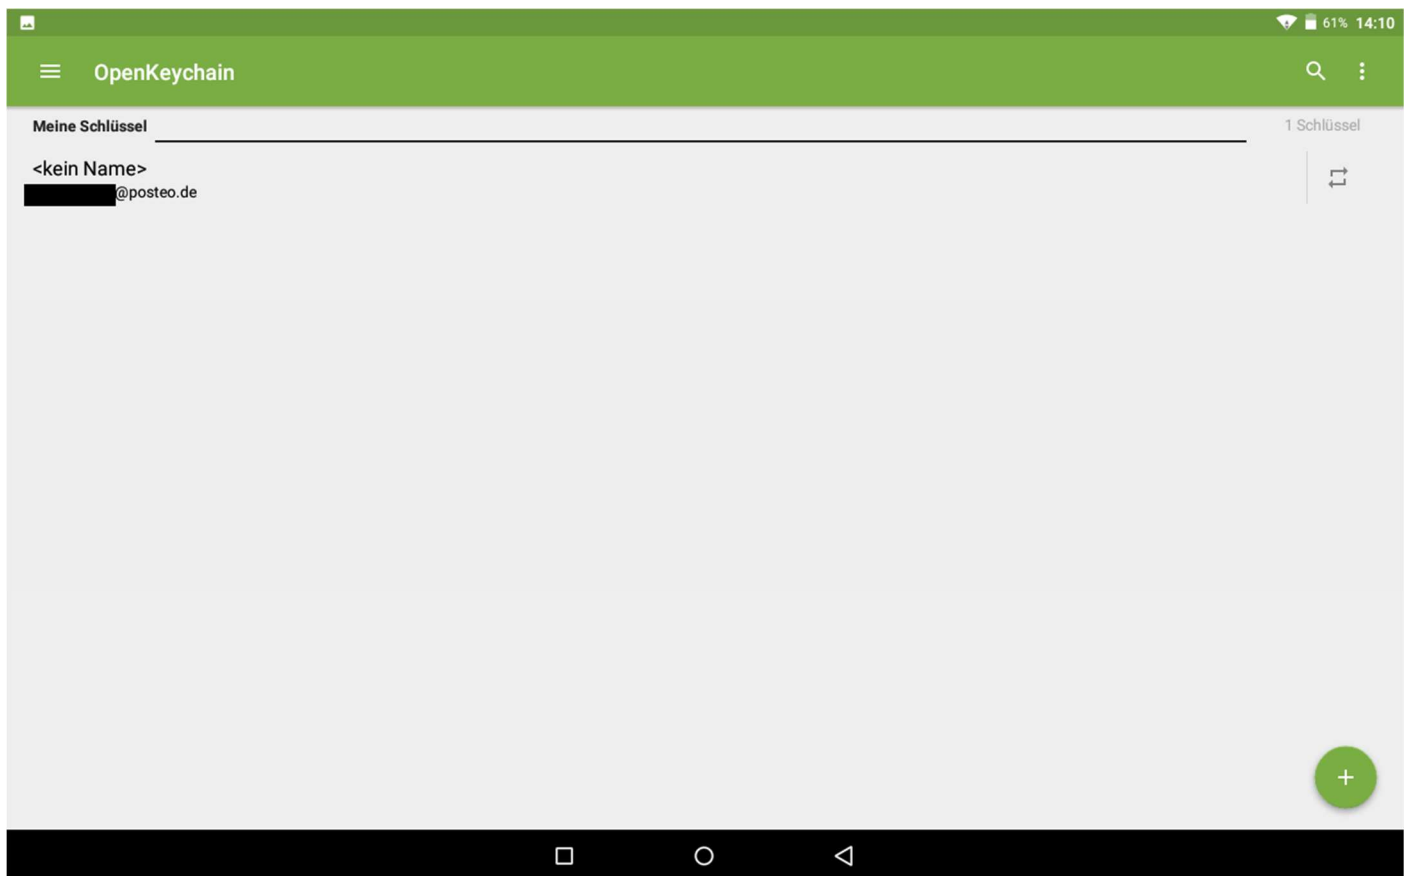 61% 14:10
OpenKeychain
Meine Schlüssel 1 Schlüssel
<kein Name>
@posteo.de